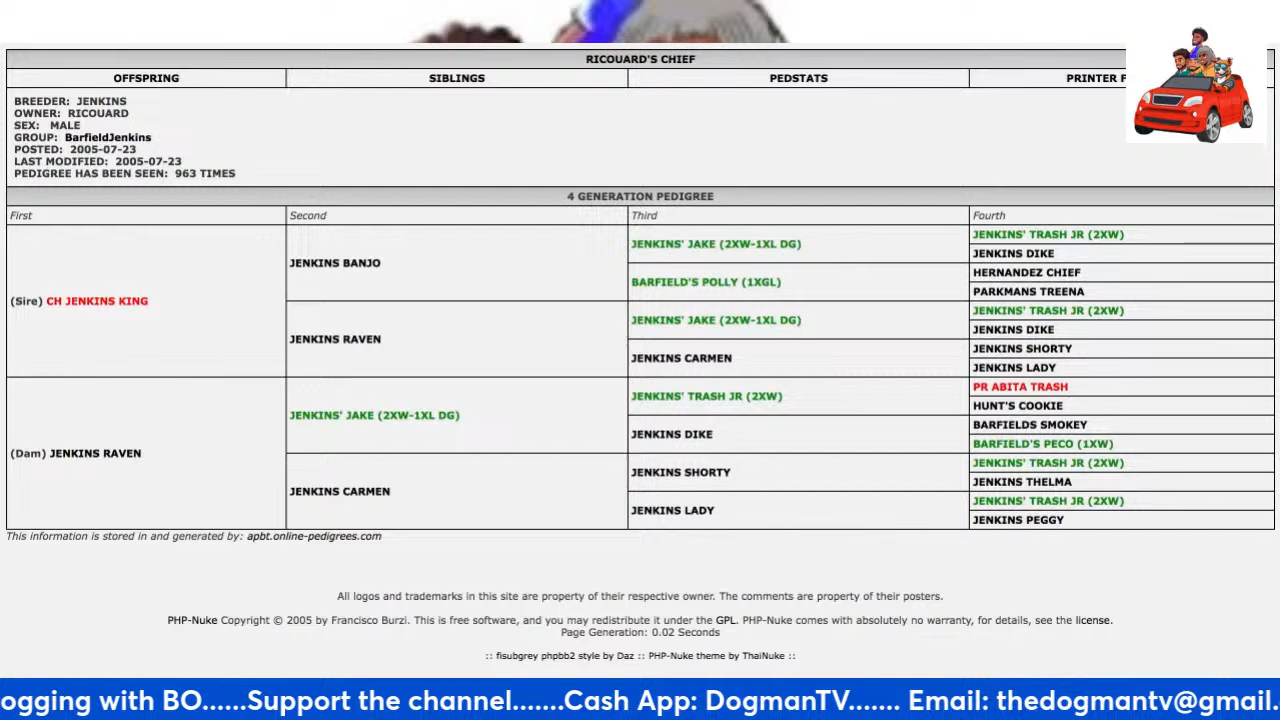 RICOUARD'S CHIEF
OFFSPRING SIBLINGS PEDSTATS PRINTER F
BREEDER: JENKINS
OWNER: RICOUARD
SEX: MALE
GROUP: BarfieldJenkins
POSTED: 2005-07-23
LAST MODIFIED: 2005-07-23
PEDIGREE HAS BEEN SEEN: 963 TIMES
4 GENERATION PEDIGREE
First Second Third Fourth
(Sire) CH JENKINS KING
JENKINS BANJO
JENKINS' JAKE (2XW-1XL DG)
JENKINS' TRASH JR (2XW)
JENKINS DIKE
BARFIELD'S POLLY (1XGL)
HERNANDEZ CHIEF
PARKMANS TREENA
JENKINS RAVEN
JENKINS' JAKE (2XW-1XL DG)
JENKINS' TRASH JR (2XW)
JENKINS DIKE
JENKINS CARMEN
JENKINS SHORTY
JENKINS LADY
(Dam) JENKINS RAVEN
JENKINS' JAKE (2XW-1XL DG)
JENKINS' TRASH JR (2XW)
PR ABITA TRASH
HUNT'S COOKIE
JENKINS DIKE
BARFIELDS SMOKEY
BARFIELD'S PECO (1XW)
JENKINS CARMEN
JENKINS SHORTY
JENKINS' TRASH JR (2XW)
JENKINS THELMA
JENKINS LADY
JENKINS' TRASH JR (2XW)
JENKINS PEGGY
This information is stored in and generated by: apbt.online-pedigrees.com
All logos and trademarks in this site are property of their respective owner. The comments are property of their posters.
PHP-Nuke Copyright © 2005 by Francisco Burzi. This is free software, and you may redistribute it under the GPL. PHP-Nuke comes with absolutely no warranty, for details, see the license.
Page Generation: 0.02 Seconds
:: fisubgrey phpbb2 style by Daz :: PHP-Nuke theme by ThaiNuke ::
ogging with BO......Support the channel.......Cash App: DogmanTV....... Email: thedogmantv@gmail.